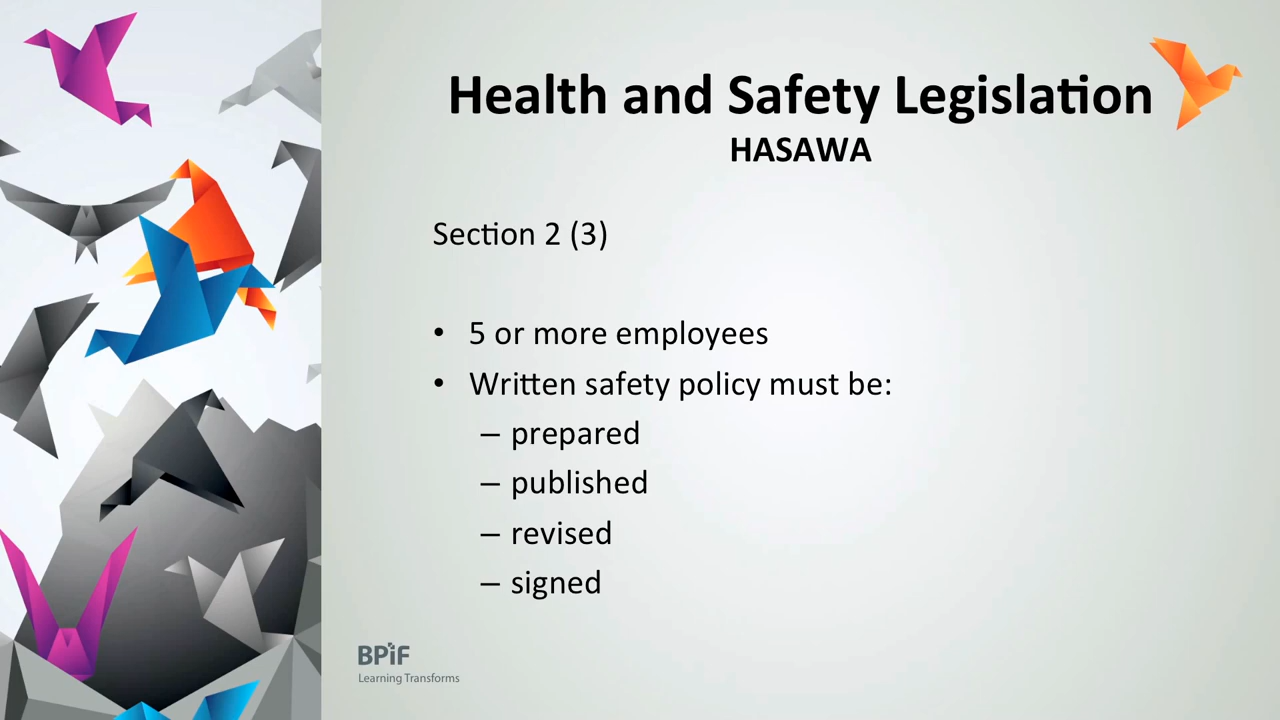 Health and Safety Legislation
HASAWA
Section 2 (3)
• 5 or more employees
• Written safety policy must be:
– prepared
– published
– revised
– signed
BPiF
Learning Transforms